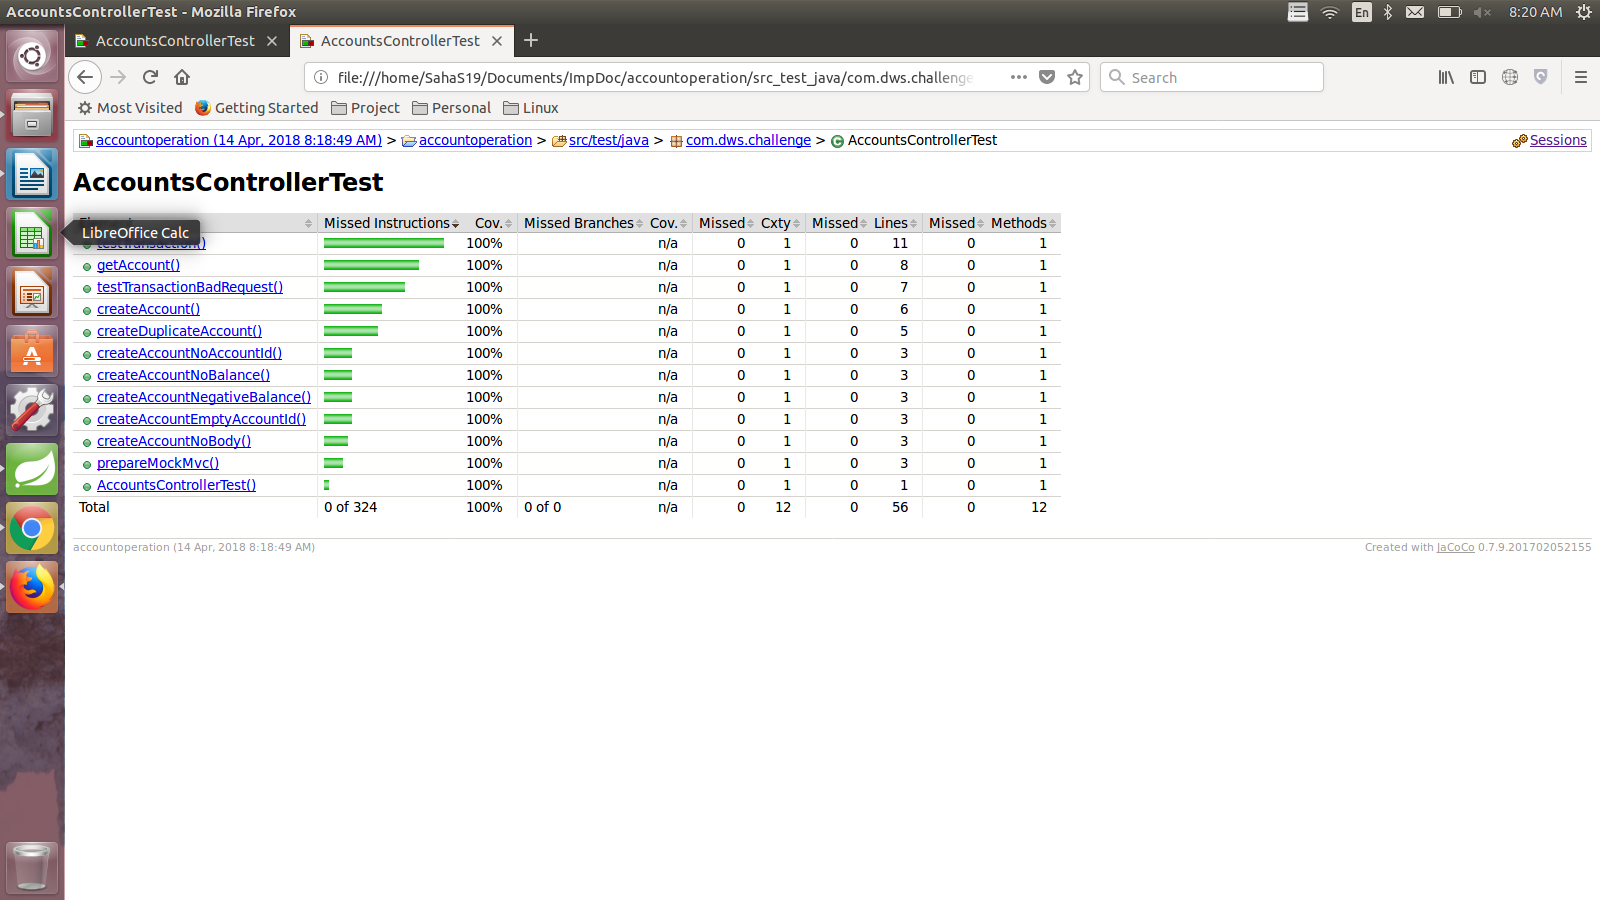 AccountsControllerTest - Mozilla Firefox
En
8:20 AM
AccountsControllerTest
AccountsControllerTest
file:///home/SahaS19/Documents/ImpDoc/accountoperation/src_test_java/com.dws.challenge
Search
Most Visited Getting Started Project Personal Linux
accountoperation (14 Apr, 2018 8:18:49 AM) > accountoperation > src/test/java > com.dws.challenge > AccountsControllerTest
Sessions
AccountsControllerTest
Missed Instructions Cov. Missed Branches Cov. Missed Cxty Missed Lines Missed Methods
LibreOffice Calc
testTransaction() 100% n/a 0 1 0 11 0 1
getAccount() 100% n/a 0 1 0 8 0 1
testTransactionBadRequest() 100% n/a 0 1 0 7 0 1
createAccount() 100% n/a 0 1 0 6 0 1
createDuplicateAccount() 100% n/a 0 1 0 5 0 1
createAccountNoAccountId() 100% n/a 0 1 0 3 0 1
createAccountNoBalance() 100% n/a 0 1 0 3 0 1
createAccountNegativeBalance() 100% n/a 0 1 0 3 0 1
createAccountEmptyAccountId() 100% n/a 0 1 0 3 0 1
createAccountNoBody() 100% n/a 0 1 0 3 0 1
prepareMockMvc() 100% n/a 0 1 0 3 0 1
AccountsControllerTest() 100% n/a 0 1 0 1 0 1
Total 0 of 324 100% 0 of 0 n/a 0 12 0 56 0 12
accountoperation (14 Apr, 2018 8:18:49 AM)
Created with JaCoCo 0.7.9.201702052155